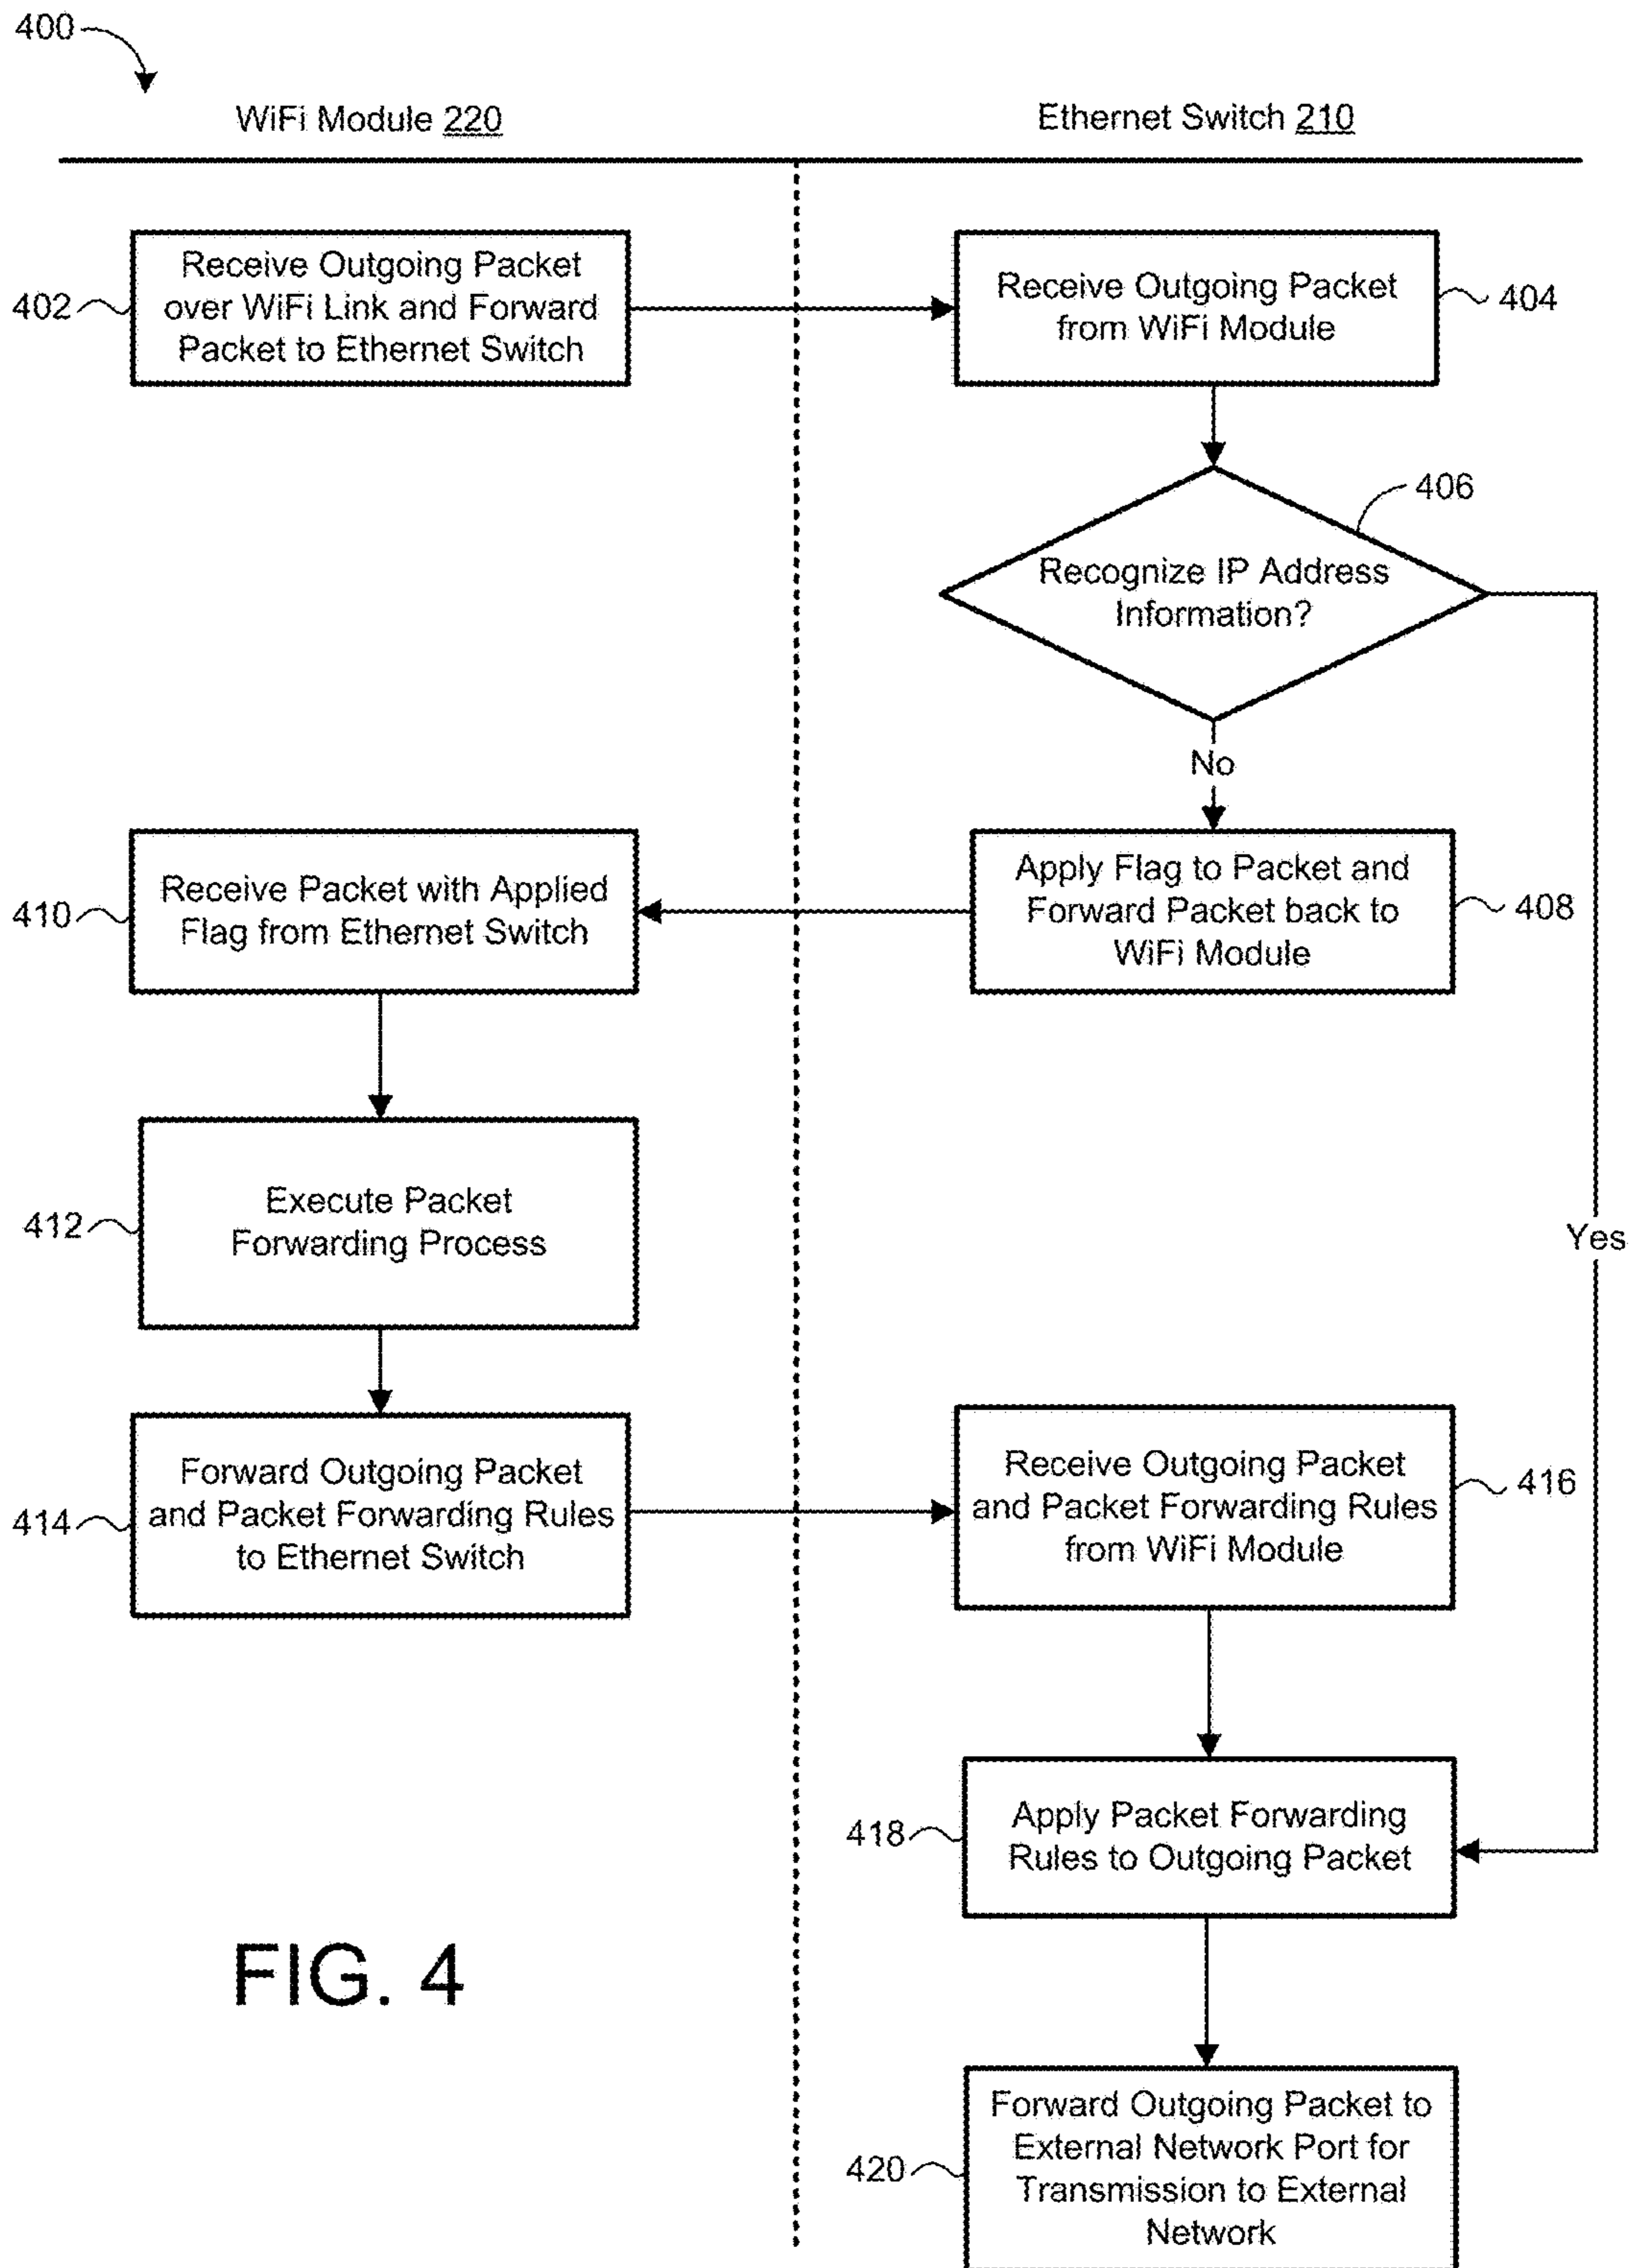 400
WiFi Module 220
Ethernet Switch 210
402
Receive Outgoing Packet
over WiFi Link and Forward
Packet to Ethernet Switch
Receive Outgoing Packet
from WiFi Module
404
406
Recognize IP Address
Information?
No
410
Receive Packet with Applied
Flag from Ethernet Switch
Apply Flag to Packet and
Forward Packet back to
WiFi Module
408
412
Execute Packet
Forwarding Process
Yes
414
Forward Outgoing Packet
and Packet Forwarding Rules
to Ethernet Switch
Receive Outgoing Packet
and Packet Forwarding Rules
from WiFi Module
416
418
Apply Packet Forwarding
Rules to Outgoing Packet
FIG. 4
420
Forward Outgoing Packet to
External Network Port for
Transmission to External
Network